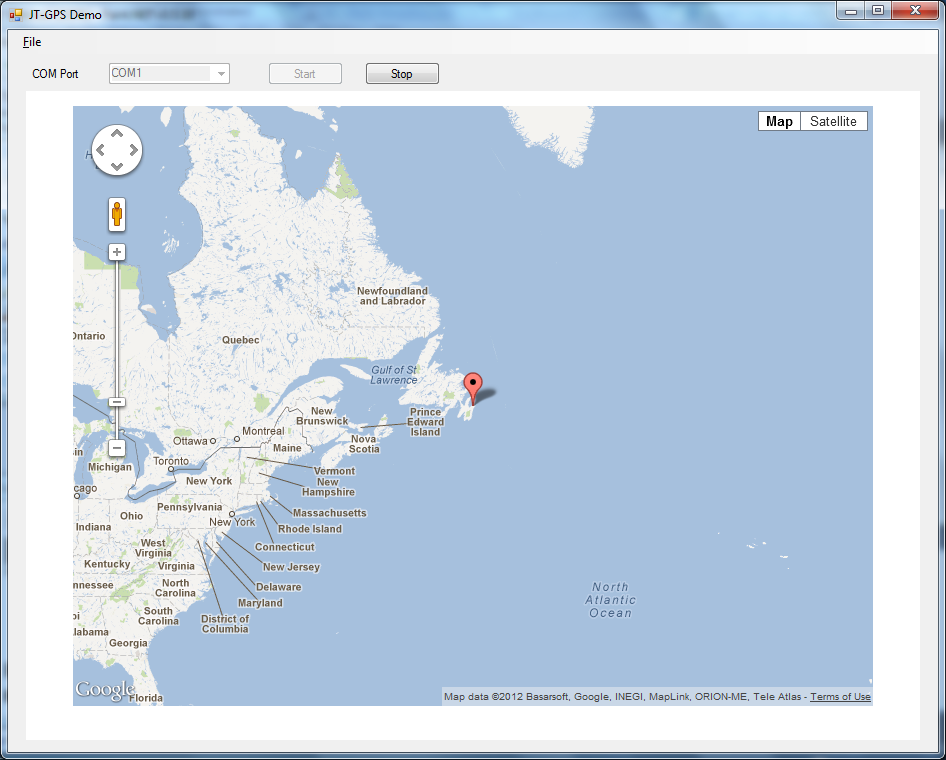 JT-GPS Demo
File
COM Port
COM1
Start
Stop
Map
Satellite
Newfoundland
and Labrador
Ontario
Quebec
Gulf of St
Lawrence
New
Brunswick
Prince
Edward
Island
Montreal
Ottawa
Nova
Scotia
Maine
Toronto
Michigan
Vermont
New York
New
Hampshire
cago
Pennsylvania
Massachusetts
Ohio
New York
Indiana
Rhode Island
West
Virginia
Connecticut
Kentucky
Virginia
New Jersey
nnessee
North
Carolina
Delaware
Maryland
South
Carolina
District of
Columbia
labama
Georgia
North
Atlantic
Ocean
Google
Florida
Map data ©2012 Basarsoft, Google, INEGI, MapLink, ORION-ME, Tele Atlas - Terms of Use